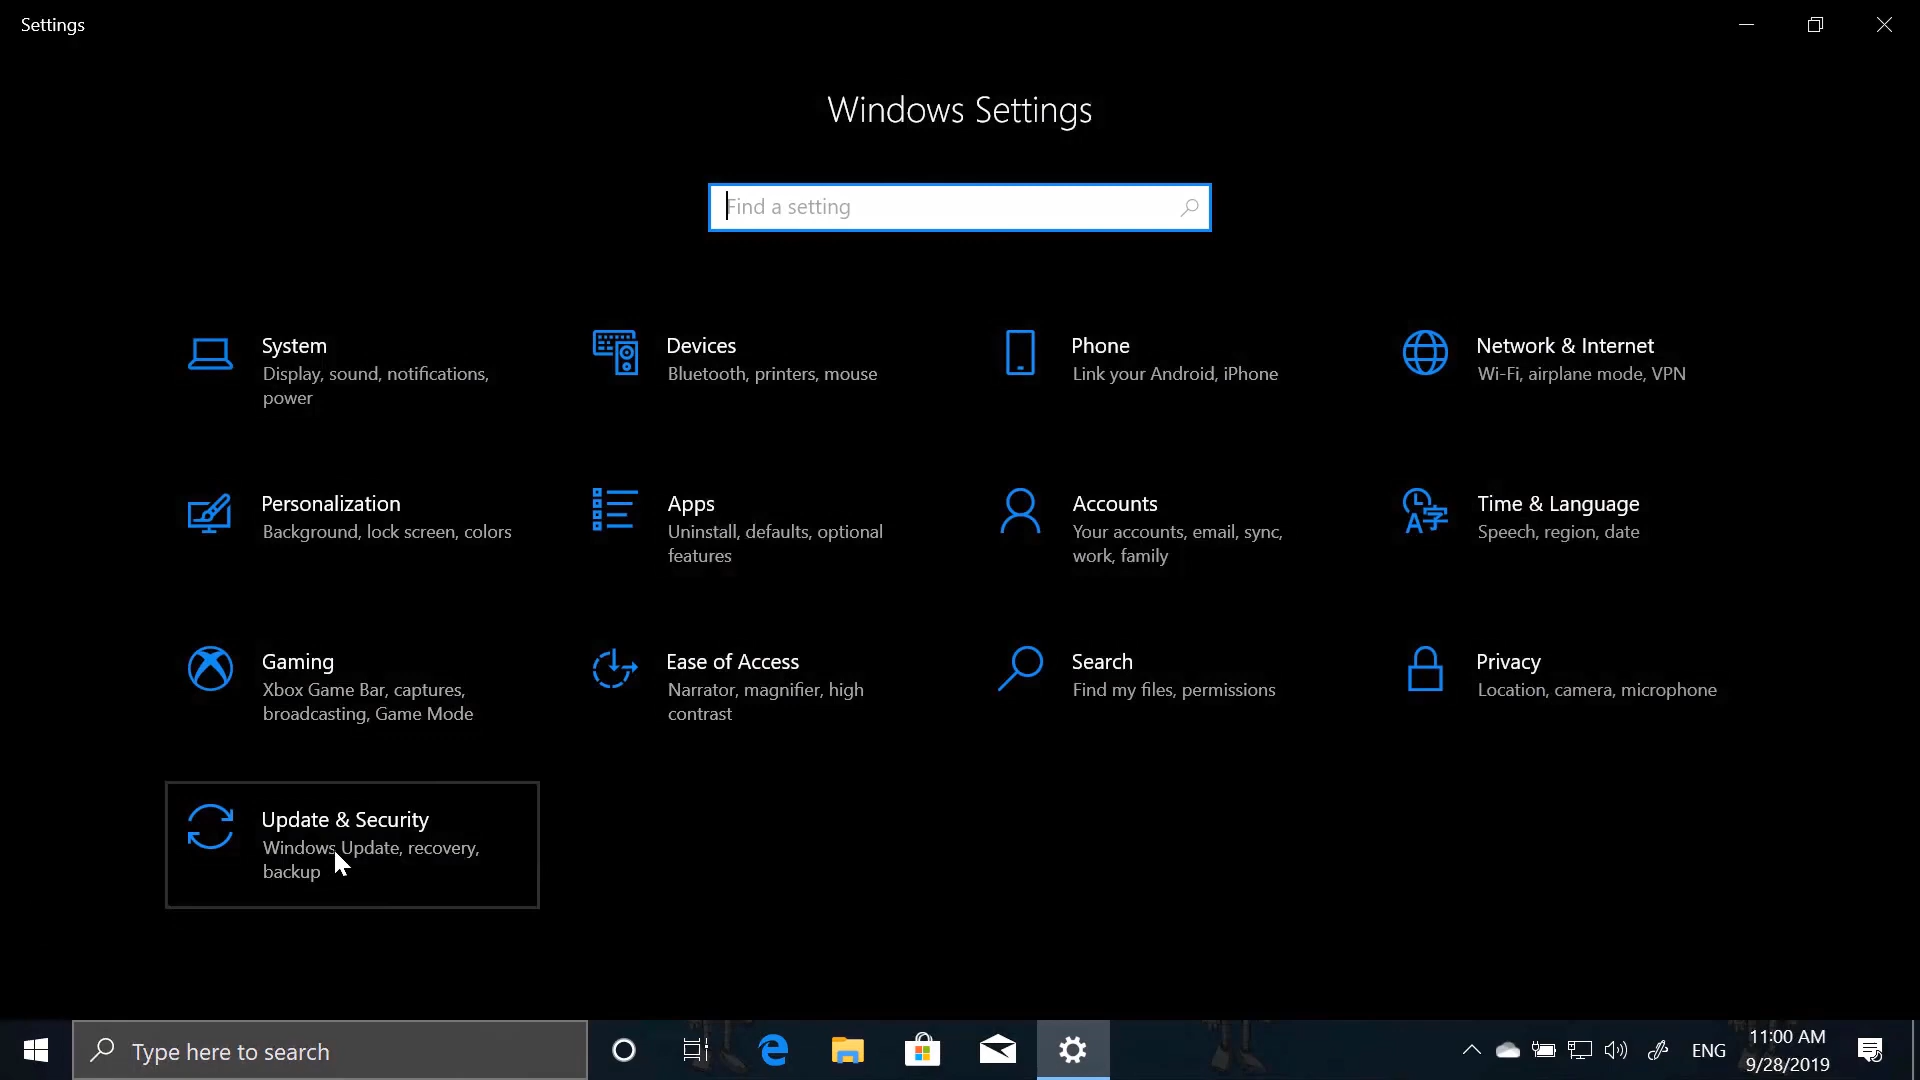 Settings
Windows Settings
Find a setting
System
Display, sound, notifications,
power
Devices
Bluetooth, printers, mouse
Phone
Link your Android, iPhone
Network & Internet
Wi-Fi, airplane mode, VPN
Personalization
Background, lock screen, colors
Apps
Uninstall, defaults, optional
features
Accounts
Your accounts, email, sync,
work, family
Time & Language
Speech, region, date
Gaming
Xbox Game Bar, captures,
broadcasting, Game Mode
Ease of Access
Narrator, magnifier, high
contrast
Search
Find my files, permissions
Privacy
Location, camera, microphone
Update & Security
Windows Update, recovery,
backup
Type here to search
ENG
11:00 AM
9/28/2019